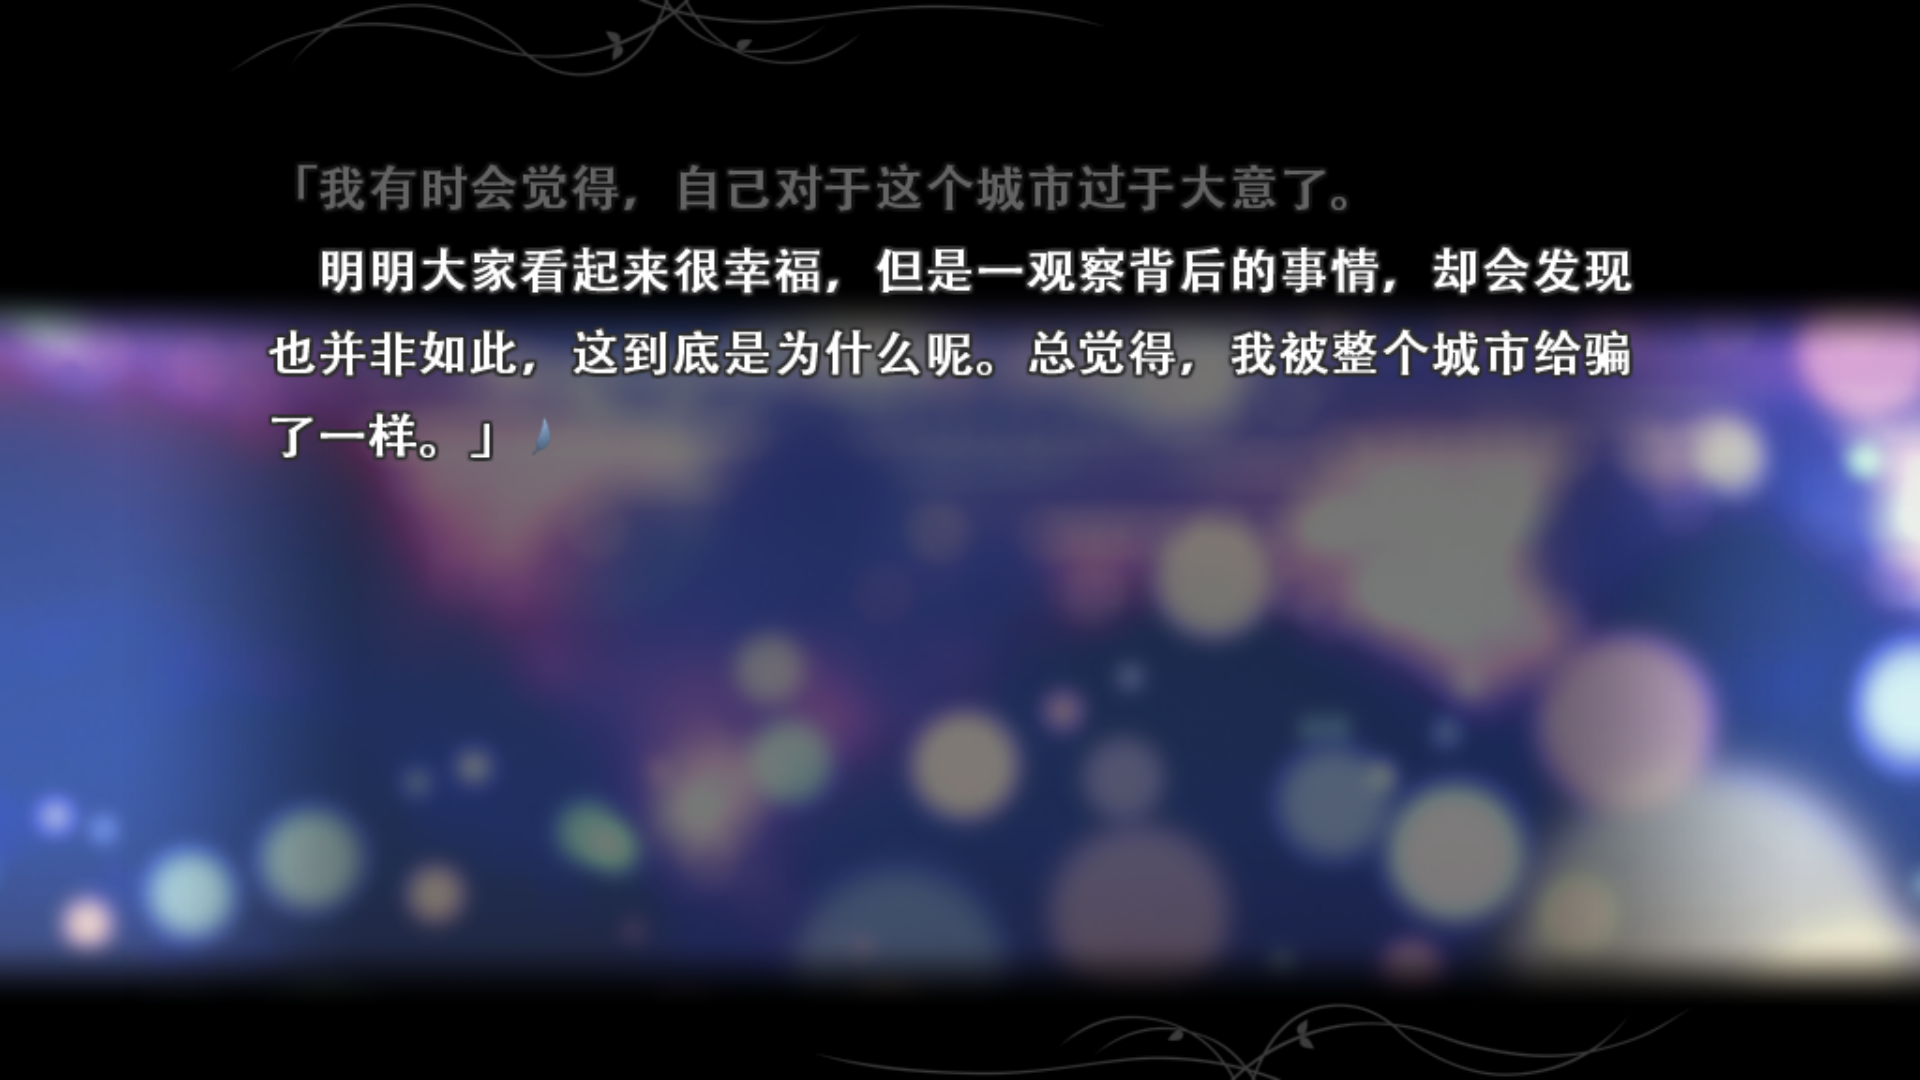 「我有时会觉得，自己对于这个城市过于大意了。
明明大家看起来很幸福，但是一观察背后的事情，却会发现
也并非如此，这到底是为什么呢。总觉得，我被整个城市给骗
了一样。」